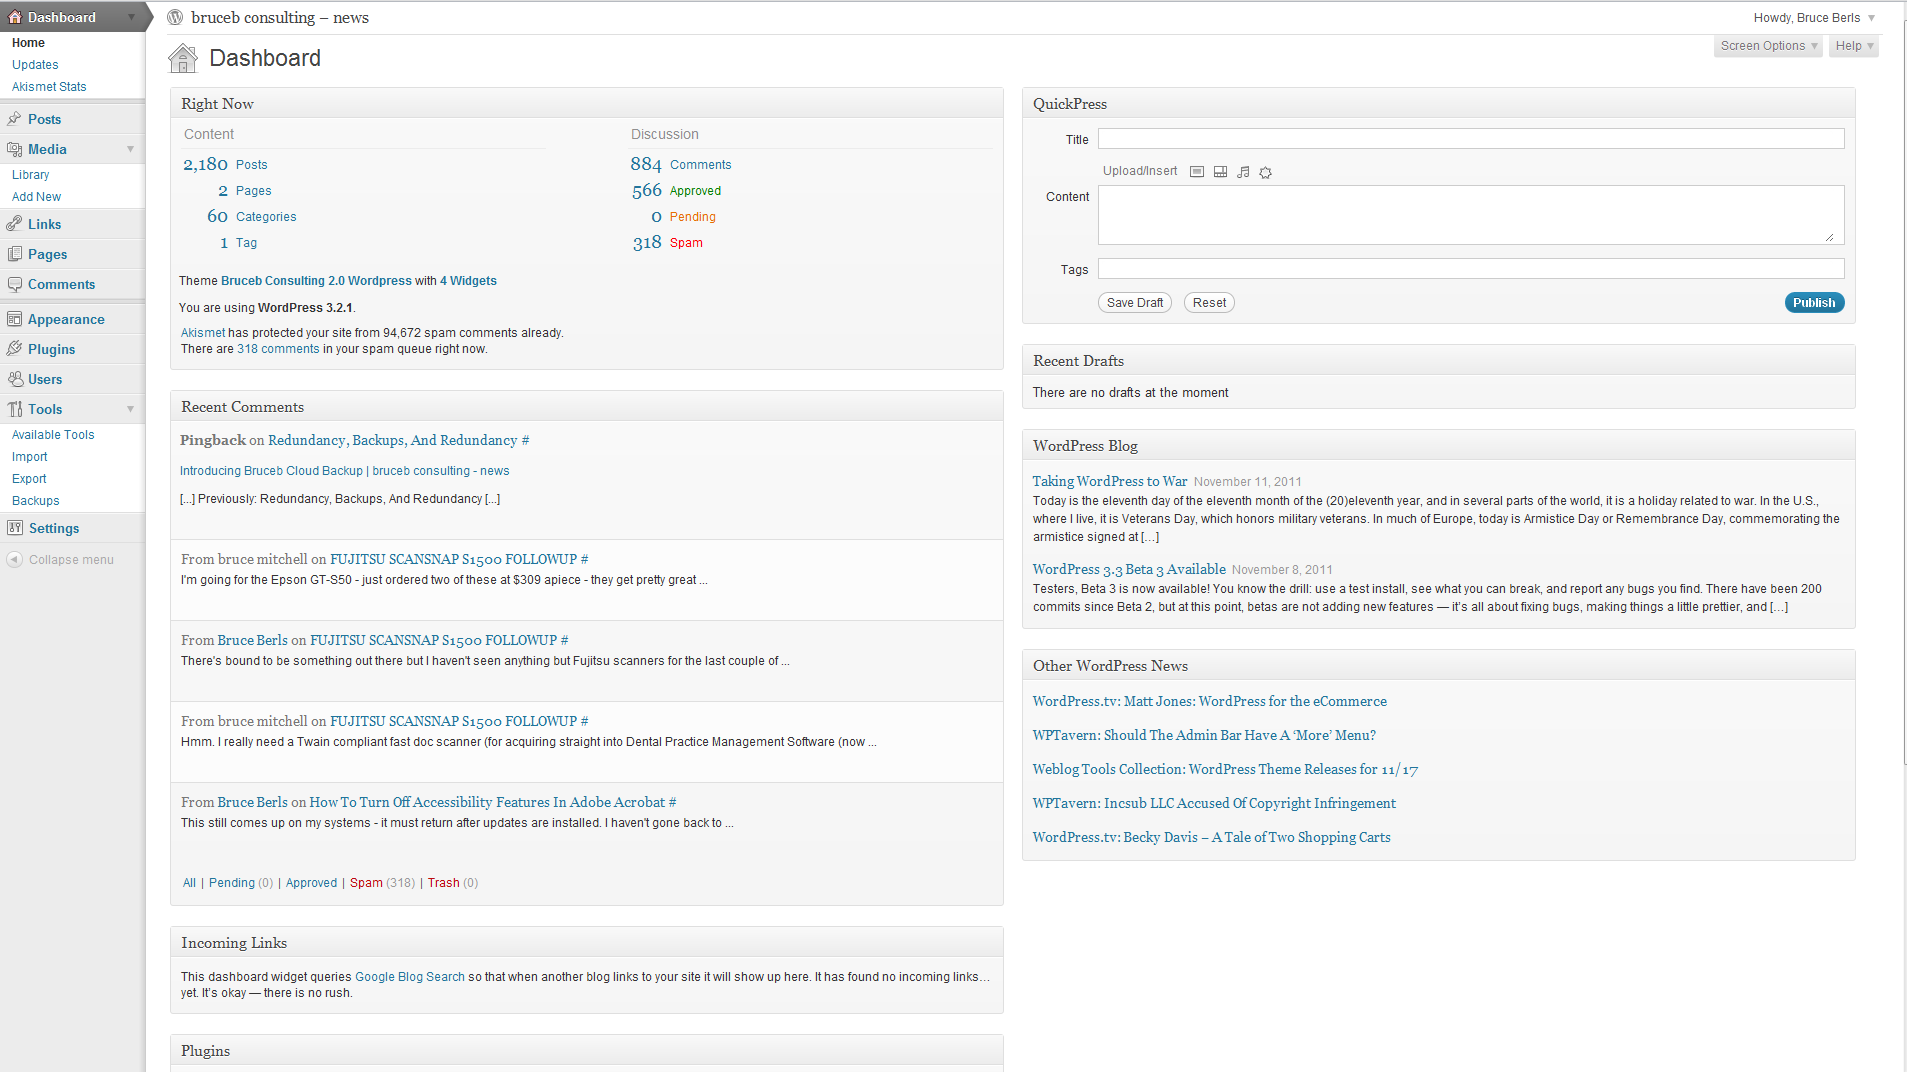 Dashboard
Home
Updates
Akismet Stats
Posts
Media
Library
Add New
Links
Pages
Comments
Appearance
Plugins
Users
Tools
Available Tools
Import
Export
Backups
Settings
Collapse menu
bruceb consulting – news
Howdy, Bruce Berls
Dashboard
Screen Options
Help
Right Now
Content
2,180 Posts
2 Pages
60 Categories
1 Tag
Discussion
884 Comments
566 Approved
0 Pending
318 Spam
Theme Bruceb Consulting 2.0 Wordpress with 4 Widgets
You are using WordPress 3.2.1.
Akismet has protected your site from 94,672 spam comments already.
There are 318 comments in your spam queue right now.
Recent Comments
Pingback on Redundancy, Backups, And Redundancy #
Introducing Bruceb Cloud Backup | bruceb consulting - news
[...] Previously: Redundancy, Backups, And Redundancy [...]
From bruce mitchell on FUJITSU SCANSNAP S1500 FOLLOWUP #
I'm going for the Epson GT-S50 - just ordered two of these at $309 apiece - they get pretty great ...
From Bruce Berls on FUJITSU SCANSNAP S1500 FOLLOWUP #
There's bound to be something out there but I haven't seen anything but Fujitsu scanners for the last couple of ...
From bruce mitchell on FUJITSU SCANSNAP S1500 FOLLOWUP #
Hmm. I really need a Twain compliant fast doc scanner (for acquiring straight into Dental Practice Management Software (now ...
From Bruce Berls on How To Turn Off Accessibility Features In Adobe Acrobat #
This still comes up on my systems - it must return after updates are installed. I haven't gone back to ...
All | Pending (0) | Approved | Spam (318) | Trash (0)
Incoming Links
This dashboard widget queries Google Blog Search so that when another blog links to your site it will show up here. It has found no incoming links…
yet. It's okay — there is no rush.
Plugins
QuickPress
Title
Upload/Insert
Content
Tags
Save Draft
Reset
Publish
Recent Drafts
There are no drafts at the moment
WordPress Blog
Taking WordPress to War November 11, 2011
Today is the eleventh day of the eleventh month of the (20)eleventh year, and in several parts of the world, it is a holiday related to war. In the U.S.,
where I live, it is Veterans Day, which honors military veterans. In much of Europe, today is Armistice Day or Remembrance Day, commemorating the
armistice signed at […]
WordPress 3.3 Beta 3 Available November 8, 2011
Testers, Beta 3 is now available! You know the drill: use a test install, see what you can break, and report any bugs you find. There have been 200
commits since Beta 2, but at this point, betas are not adding new features — it's all about fixing bugs, making things a little prettier, and […]
Other WordPress News
WordPress.tv: Matt Jones: WordPress for the eCommerce
WPTavern: Should The Admin Bar Have A ‘More’ Menu?
Weblog Tools Collection: WordPress Theme Releases for 11/17
WPTavern: Incsub LLC Accused Of Copyright Infringement
WordPress.tv: Becky Davis – A Tale of Two Shopping Carts